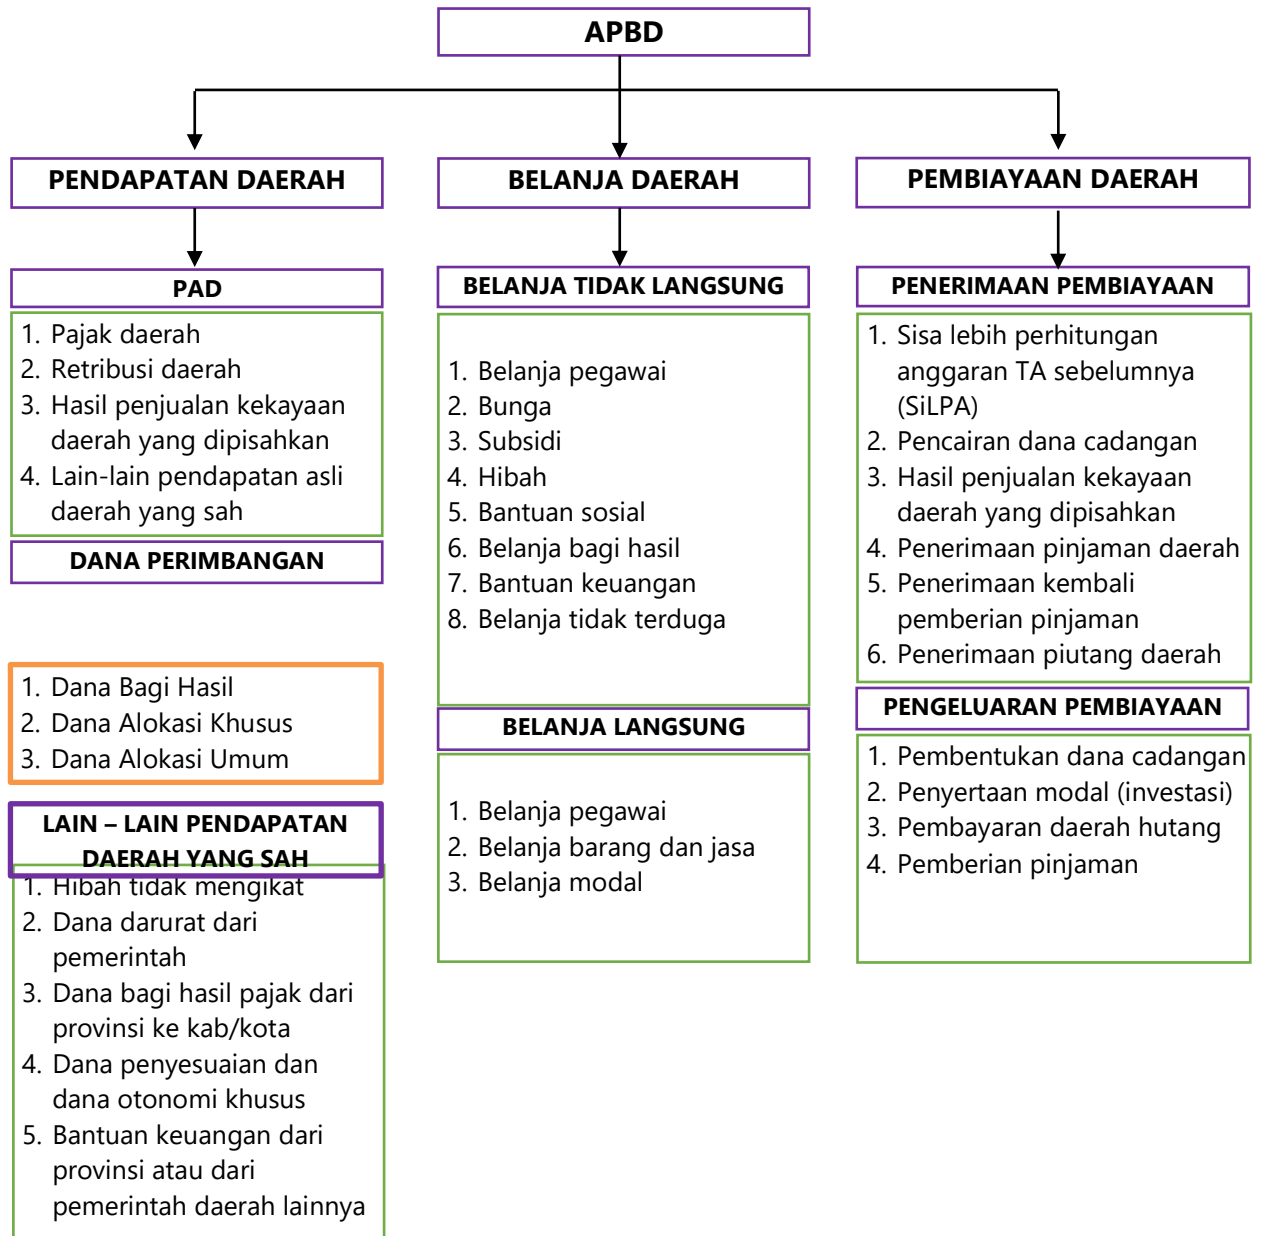 APBD
PENDAPATAN DAERAH
PAD
1. Pajak daerah
2. Retribusi daerah
3. Hasil penjualan kekayaan
daerah yang dipisahkan
4. Lain-lain pendapatan asli
daerah yang sah
DANA PERIMBANGAN
1. Dana Bagi Hasil
2. Dana Alokasi Khusus
3. Dana Alokasi Umum
LAIN – LAIN PENDAPATAN
DAERAH YANG SAH
1. Hibah tidak mengikat
2. Dana darurat dari
pemerintah
3. Dana bagi hasil pajak dari
provinsi ke kab/kota
4. Dana penyesuaian dan
dana otonomi khusus
5. Bantuan keuangan dari
provinsi atau dari
pemerintah daerah lainnya
BELANJA DAERAH
BELANJA TIDAK LANGSUNG
1. Belanja pegawai
2. Bunga
3. Subsidi
4. Hibah
5. Bantuan sosial
6. Belanja bagi hasil
7. Bantuan keuangan
8. Belanja tidak terduga
BELANJA LANGSUNG
1. Belanja pegawai
2. Belanja barang dan jasa
3. Belanja modal
PEMBIAYAAN DAERAH
PENERIMAAN PEMBIAYAAN
1. Sisa lebih perhitungan
anggaran TA sebelumnya
(SiLPA)
2. Pencairan dana cadangan
3. Hasil penjualan kekayaan
daerah yang dipisahkan
4. Penerimaan pinjaman daerah
5. Penerimaan kembali
pemberian pinjaman
6. Penerimaan piutang daerah
PENGELUARAN PEMBIAYAAN
1. Pembentukan dana cadangan
2. Penyertaan modal (investasi)
3. Pembayaran daerah hutang
4. Pemberian pinjaman